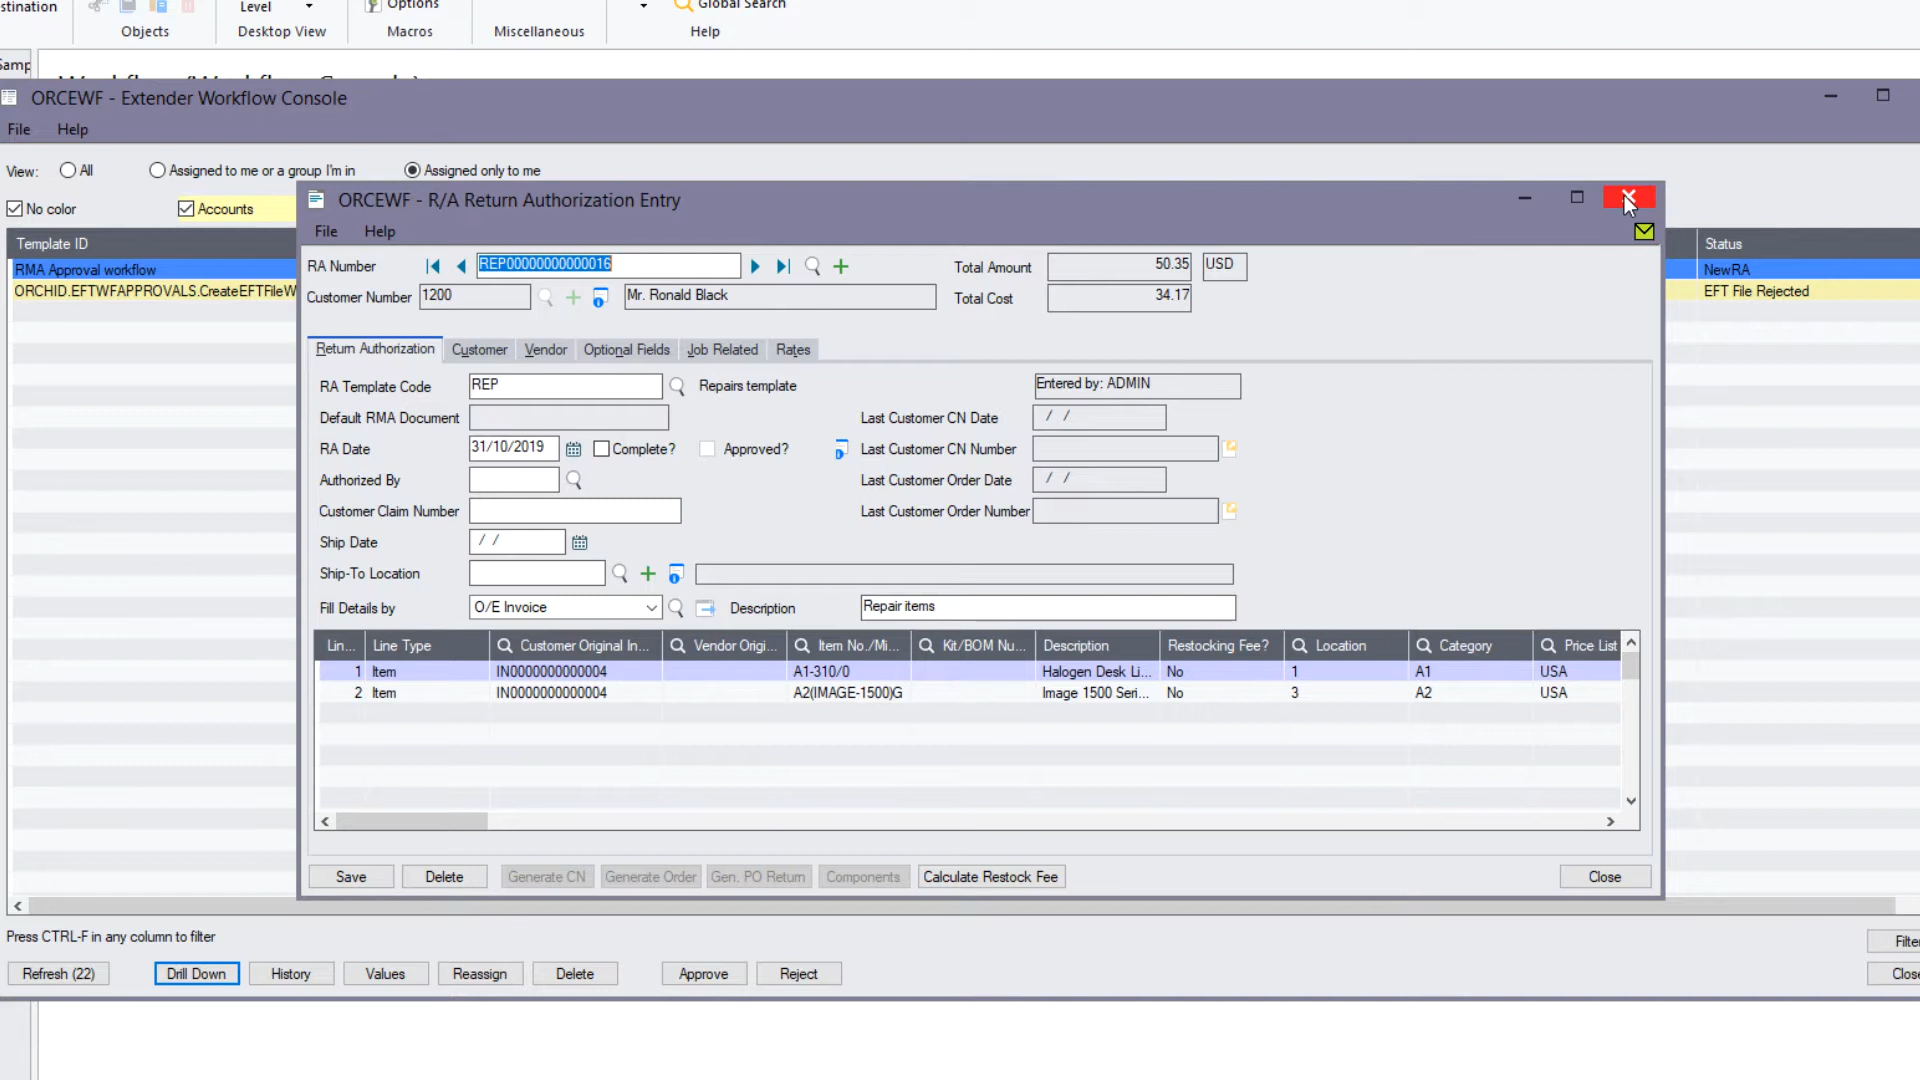 stination
Level
Options
Global Search
Objects
Desktop View
Macros
Miscellaneous
Help
Samp
ORCEWF - Extender Workflow Console
File Help
View: All Assigned to me or a group I'm in Assigned only to me
No color Accounts
Template ID
Status
RMA Approval workflow
NewRA
ORCHID.EFTWFAPPROVALS.CreateEFTFileW
EFT File Rejected
ORCEWF - R/A Return Authorization Entry
File Help
RA Number REP00000000000016 Total Amount 50.35 USD
Customer Number 1200 Mr. Ronald Black Total Cost 34.17
Return Authorization Customer Vendor Optional Fields Job Related Rates
RA Template Code REP Repairs template Entered by: ADMIN
Default RMA Document Last Customer CN Date / /
RA Date 31/10/2019 Complete? Approved? Last Customer CN Number
Authorized By Last Customer Order Date / /
Customer Claim Number Last Customer Order Number
Ship Date / /
Ship-To Location
Fill Details by O/E Invoice Description Repair items
Lin... Line Type Customer Original In... Vendor Origi... Item No./Mi... Kit/BOM Nu... Description Restocking Fee? Location Category Price List
1 Item IN0000000000004 A1-310/0 Halogen Desk Li... No 1 A1 USA
2 Item IN0000000000004 A2(IMAGE-1500)G Image 1500 Seri... No 3 A2 USA
Save Delete Generate CN Generate Order Gen. PO Return Components Calculate Restock Fee Close
Press CTRL-F in any column to filter
Filte
Refresh (22) Drill Down History Values Reassign Delete Approve Reject Close